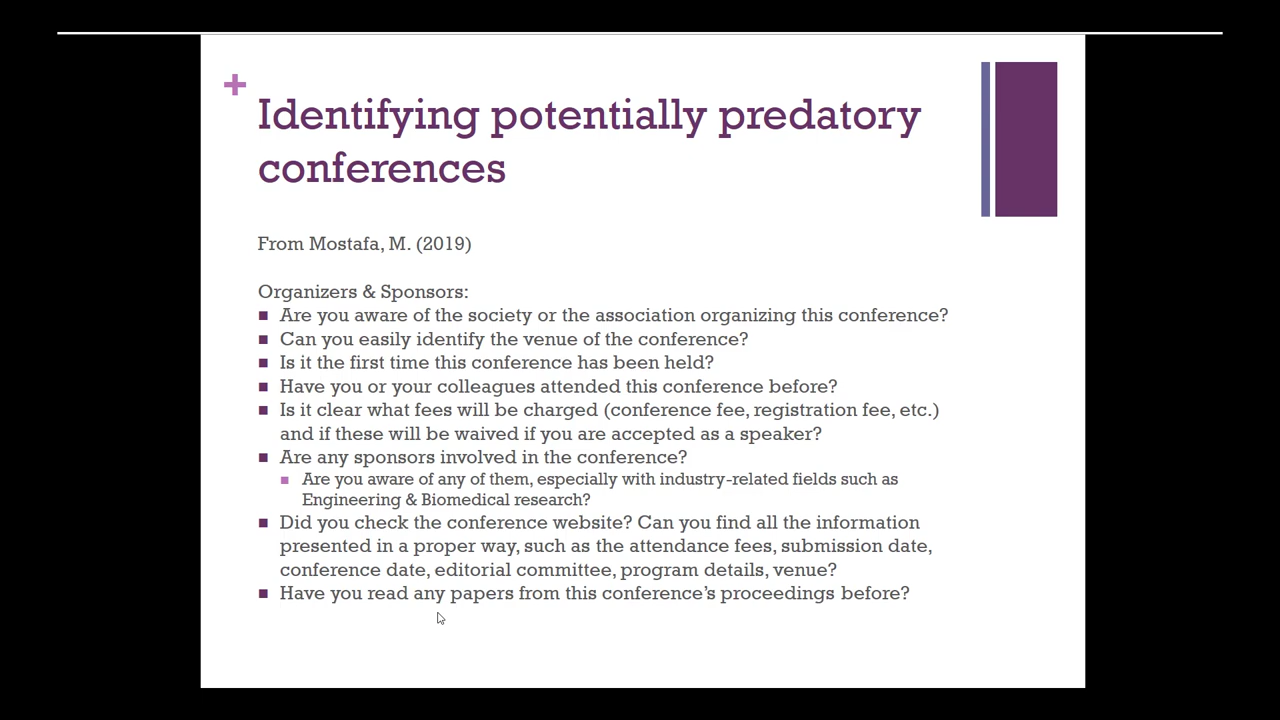 Identifying potentially predatory
conferences
From Mostafa, M. (2019)
Organizers & Sponsors:
Are you aware of the society or the association organizing this conference?
Can you easily identify the venue of the conference?
Is it the first time this conference has been held?
Have you or your colleagues attended this conference before?
Is it clear what fees will be charged (conference fee, registration fee, etc.)
and if these will be waived if you are accepted as a speaker?
Are any sponsors involved in the conference?
Are you aware of any of them, especially with industry-related fields such as
Engineering & Biomedical research?
Did you check the conference website? Can you find all the information
presented in a proper way, such as the attendance fees, submission date,
conference date, editorial committee, program details, venue?
Have you read any papers from this conference’s proceedings before?